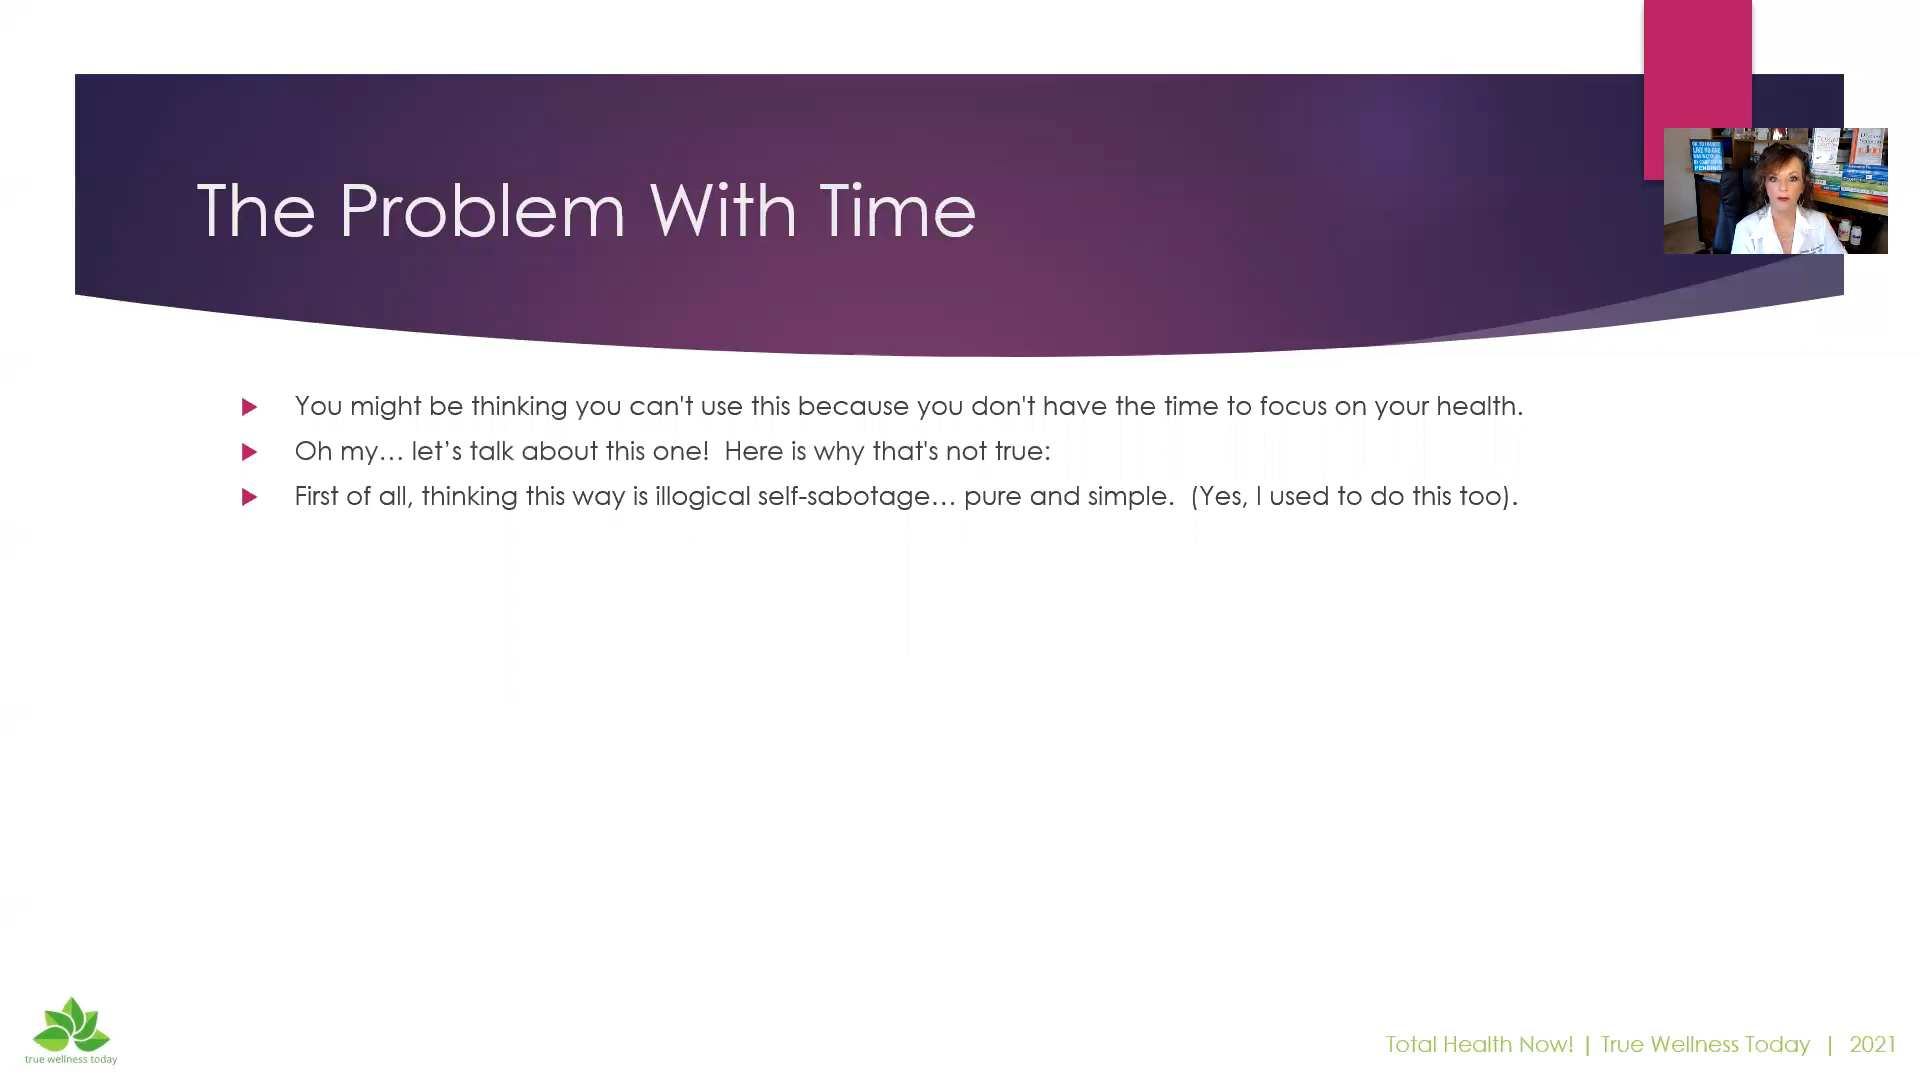 The Problem With Time
You might be thinking you can't use this because you don't have the time to focus on your health.
Oh my… let’s talk about this one!  Here is why that's not true:
First of all, thinking this way is illogical self-sabotage… pure and simple.  (Yes, I used to do this too).
true wellness today
Total Health Now! | True Wellness Today | 2021